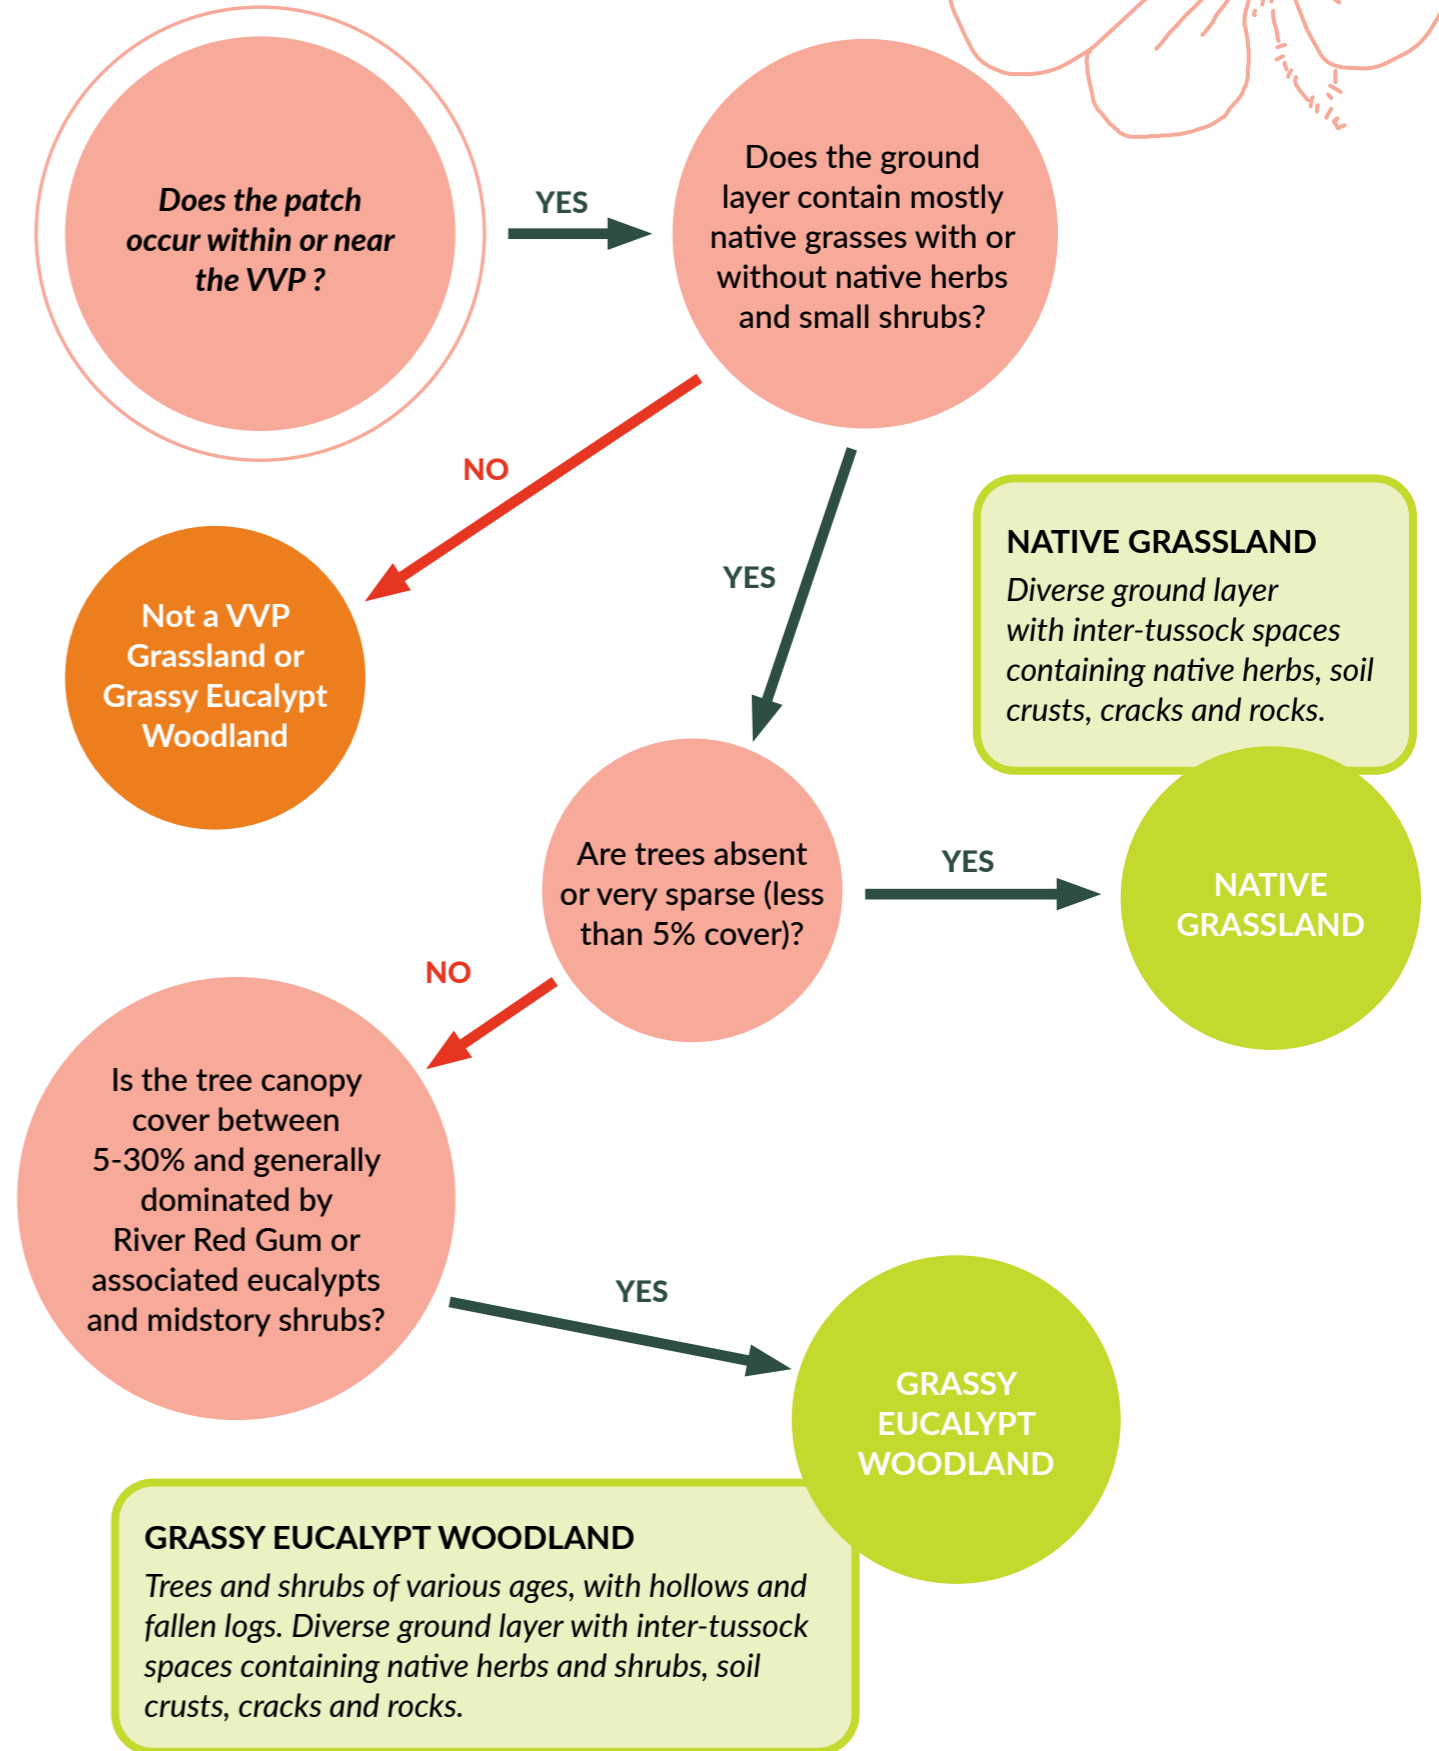 Does the patch
occur within or near
the VVP ?
YES
Does the ground
layer contain mostly
native grasses with or
without native herbs
and small shrubs?
NO
Not a VVP
Grassland or
Grassy Eucalypt
Woodland
YES
NATIVE GRASSLAND
Diverse ground layer
with inter-tussock spaces
containing native herbs, soil
crusts, cracks and rocks.
Are trees absent
or very sparse (less
than 5% cover)?
YES
NATIVE
GRASSLAND
NO
Is the tree canopy
cover between
5-30% and generally
dominated by
River Red Gum or
associated eucalypts
and midstory shrubs?
YES
GRASSY
EUCALYPT
WOODLAND
GRASSY EUCALYPT WOODLAND
Trees and shrubs of various ages, with hollows and
fallen logs. Diverse ground layer with inter-tussock
spaces containing native herbs and shrubs, soil
crusts, cracks and rocks.